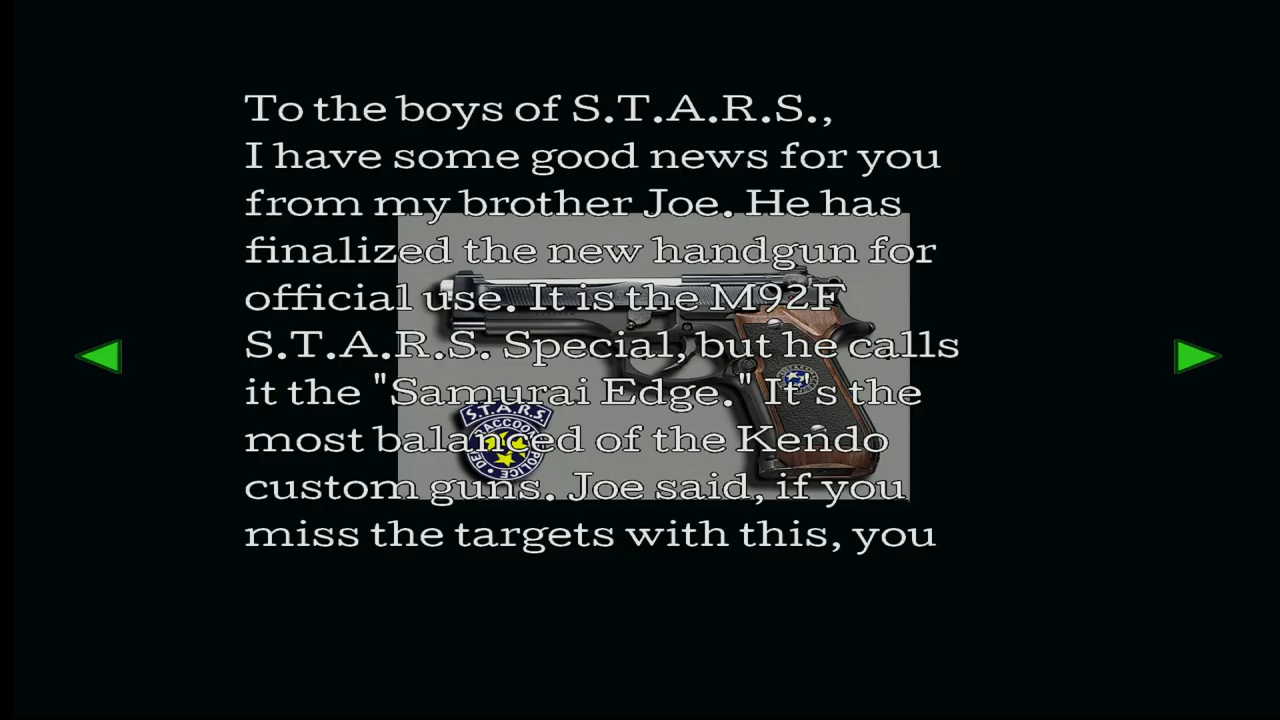 To the boys of S.T.A.R.S.,
I have some good news for you
from my brother Joe. He has
finalized the new handgun for
official use. It is the M92F
S.T.A.R.S. Special, but he calls
it the "Samurai Edge." It's the
most balanced of the Kendo
custom guns. Joe said, if you
miss the targets with this, you
S.T.A.R.S
RACCOON
POLICE